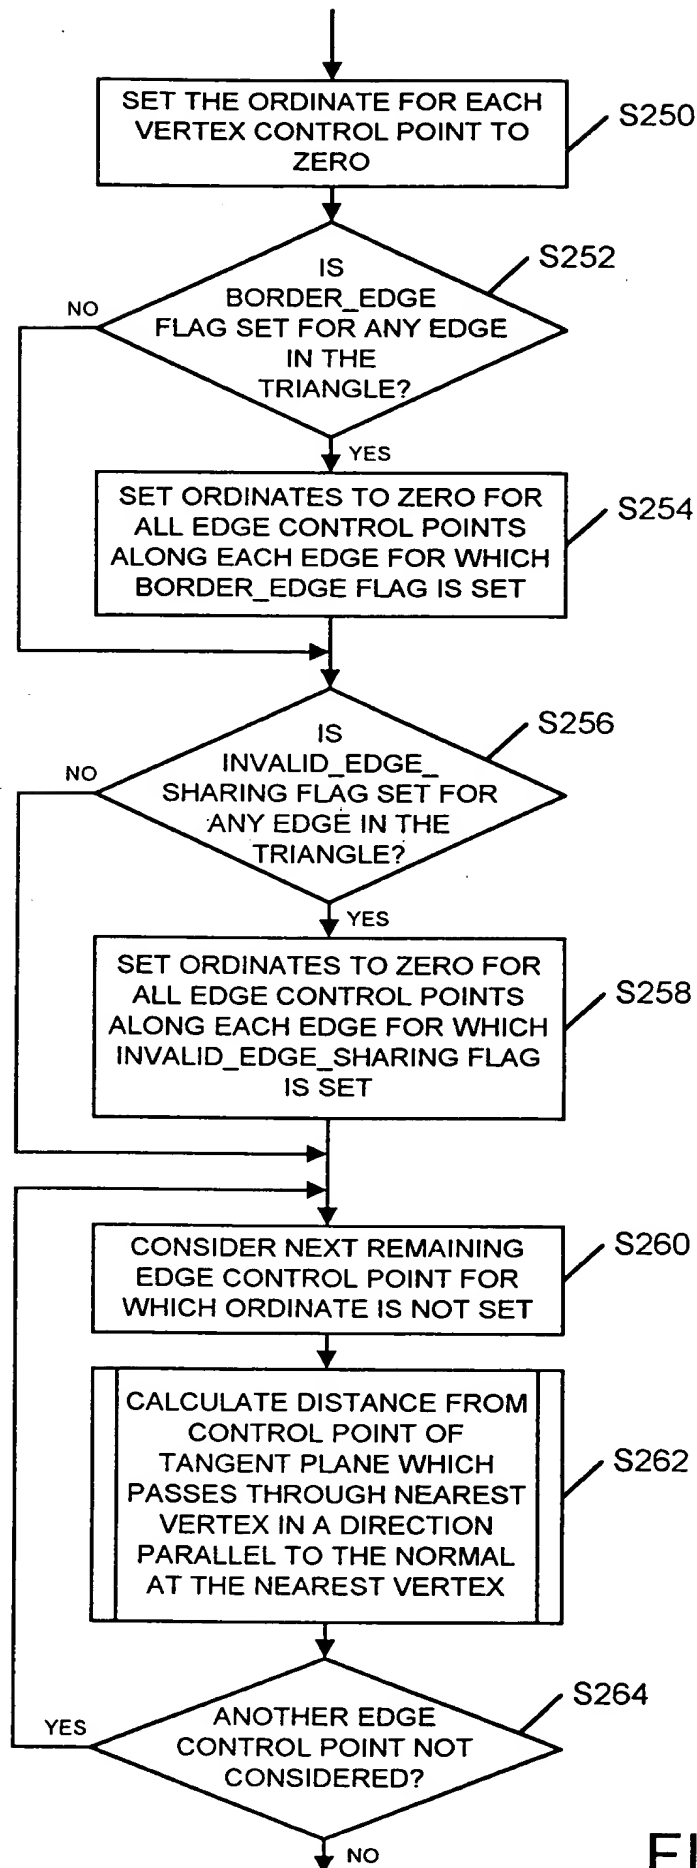 SET THE ORDINATE FOR EACH
VERTEX CONTROL POINT TO
ZERO
S250
IS
BORDER_EDGE
FLAG SET FOR ANY EDGE
IN THE
TRIANGLE?
S252
NO
YES
SET ORDINATES TO ZERO FOR
ALL EDGE CONTROL POINTS
ALONG EACH EDGE FOR WHICH
BORDER_EDGE FLAG IS SET
S254
IS
INVALID_EDGE_
SHARING FLAG SET FOR
ANY EDGE IN THE
TRIANGLE?
S256
NO
YES
SET ORDINATES TO ZERO FOR
ALL EDGE CONTROL POINTS
ALONG EACH EDGE FOR WHICH
INVALID_EDGE_SHARING FLAG
IS SET
S258
CONSIDER NEXT REMAINING
EDGE CONTROL POINT FOR
WHICH ORDINATE IS NOT SET
S260
CALCULATE DISTANCE FROM
CONTROL POINT OF
TANGENT PLANE WHICH
PASSES THROUGH NEAREST
VERTEX IN A DIRECTION
PARALLEL TO THE NORMAL
AT THE NEAREST VERTEX
S262
ANOTHER EDGE
CONTROL POINT NOT
CONSIDERED?
S264
YES
NO